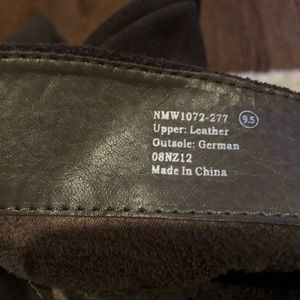 NMW1072-277 9.5
Upper: Leather
Outsole: German
08NZ12
Made In China